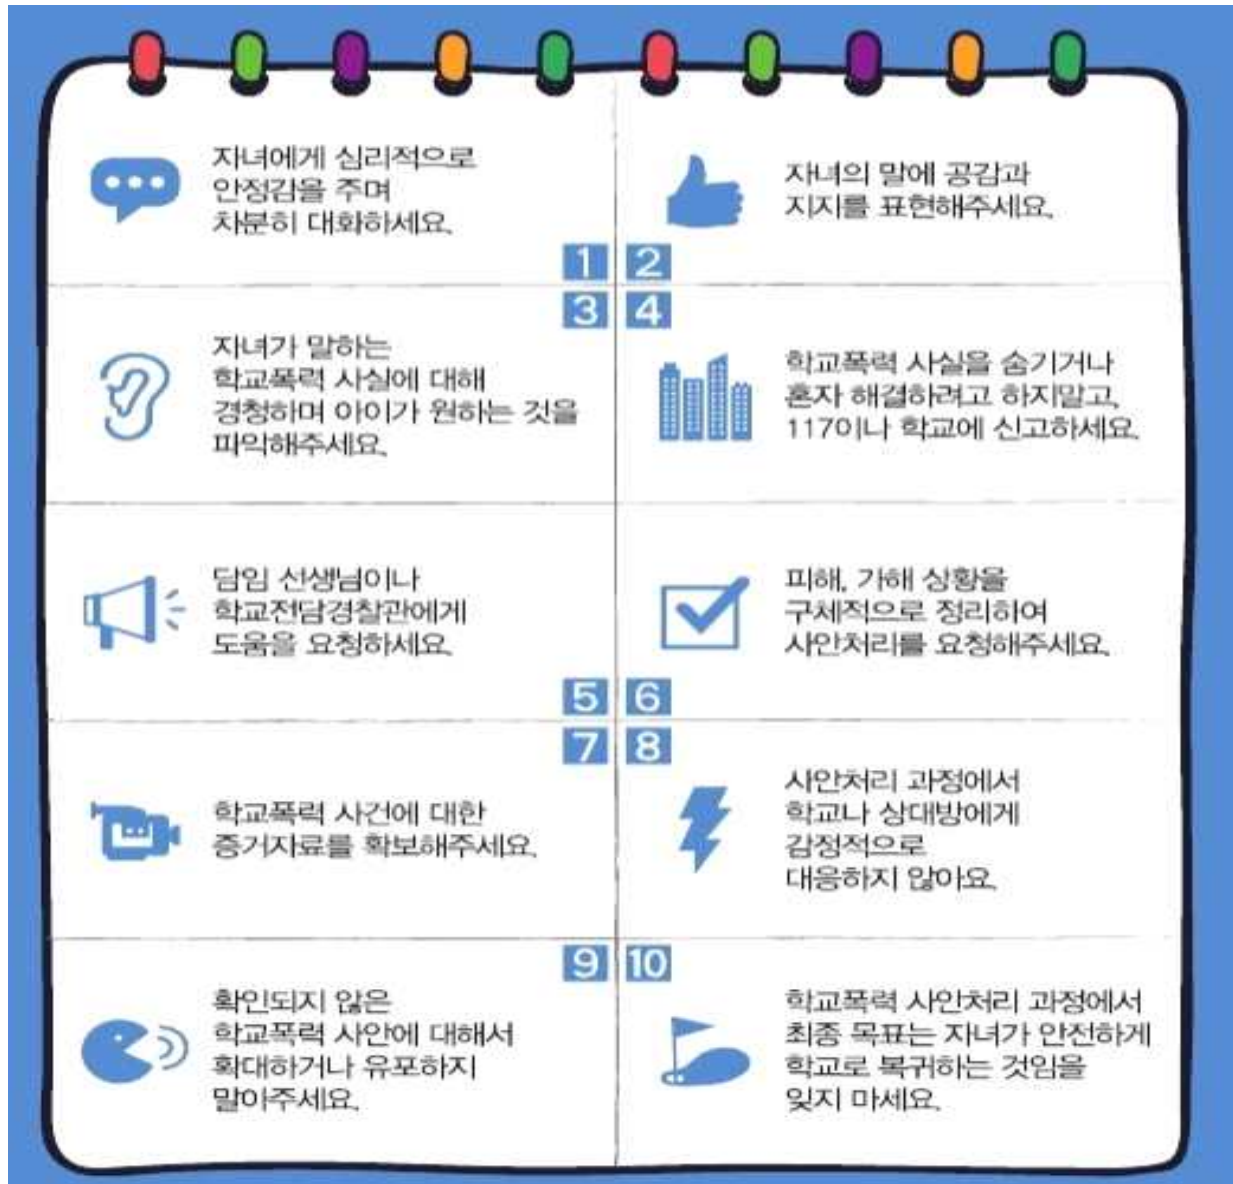 자녀에게 심리적으로
안정감을 주며
차분히 대화하세요.
1
자녀의 말에 공감과
지지를 표현해주세요.
2
3
자녀가 말하는
학교폭력 사실에 대해
경청하며 아이가 원하는 것을
파악해주세요.
4
학교폭력 사실을 숨기거나
혼자 해결하려고 하지말고,
117이나 학교에 신고하세요.
담임 선생님이나
학교전담경찰관에게
도움을 요청하세요.
5
피해, 가해 상황을
구체적으로 정리하여
사안처리를 요청해주세요.
6
7
학교폭력 사건에 대한
증거자료를 확보해주세요.
8
사안처리 과정에서
학교나 상대방에게
감정적으로
대응하지 않아요.
9
확인되지 않은
학교폭력 사안에 대해서
확대하거나 유포하지
말아주세요.
10
학교폭력 사안처리 과정에서
최종 목표는 자녀가 안전하게
학교로 복귀하는 것임을
잊지 마세요.